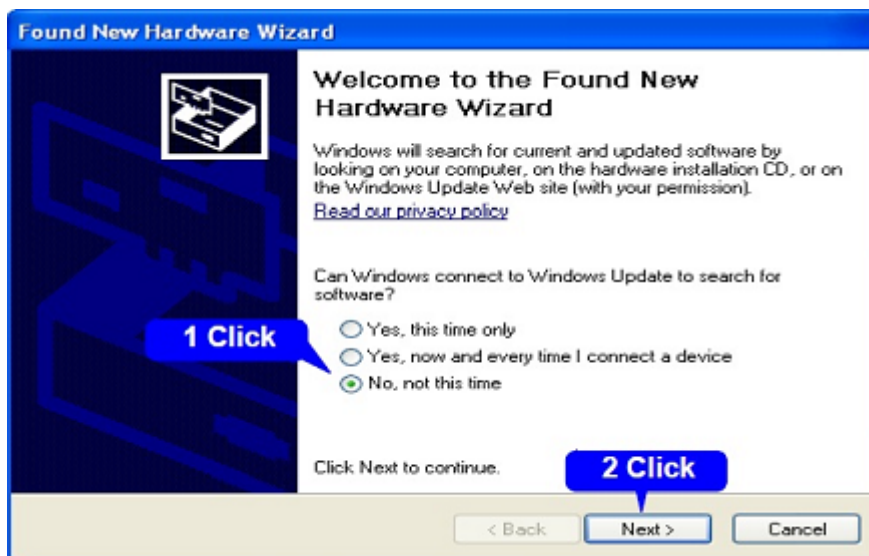 Found New Hardware Wizard
Welcome to the Found New
Hardware Wizard
Windows will search for current and updated software by
looking on your computer, on the hardware installation CD, or on
the Windows Update Web site (with your permission).
Read our privacy policy
Can Windows connect to Windows Update to search for
software?
Yes, this time only
1 Click
Yes, now and every time I connect a device
No, not this time
Click Next to continue.
2 Click
< Back
Next >
Cancel